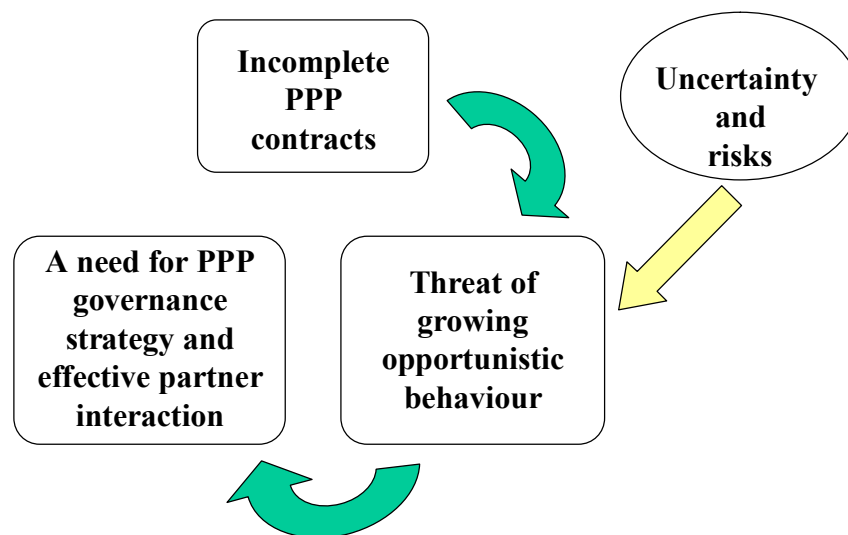 Incomplete
PPP
contracts
Uncertainty
and
risks
A need for PPP
governance
strategy and
effective partner
interaction
Threat of
growing
opportunistic
behaviour